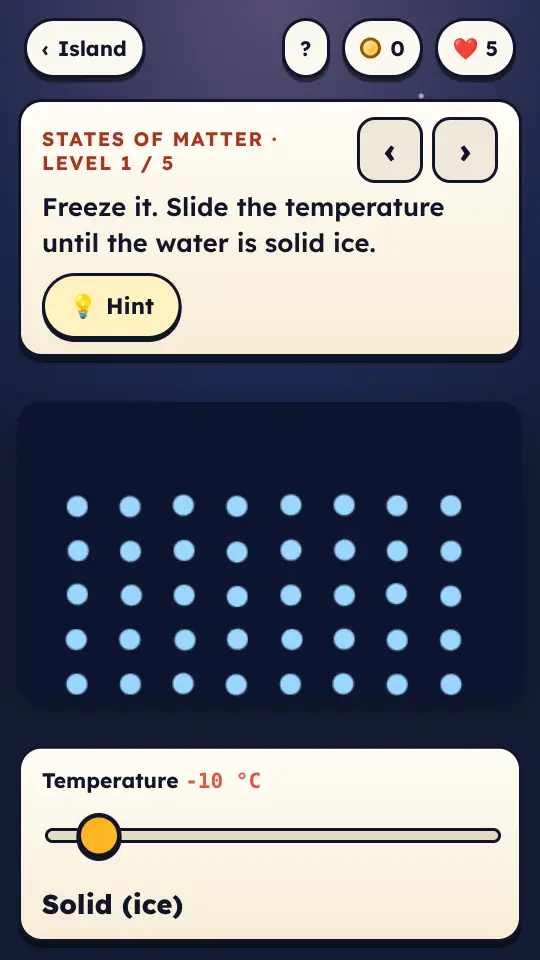 ‹ Island
?
0
5
STATES OF MATTER ·
LEVEL 1 / 5
‹
›
Freeze it. Slide the temperature
until the water is solid ice.
Hint
Temperature -10 °C
Solid (ice)